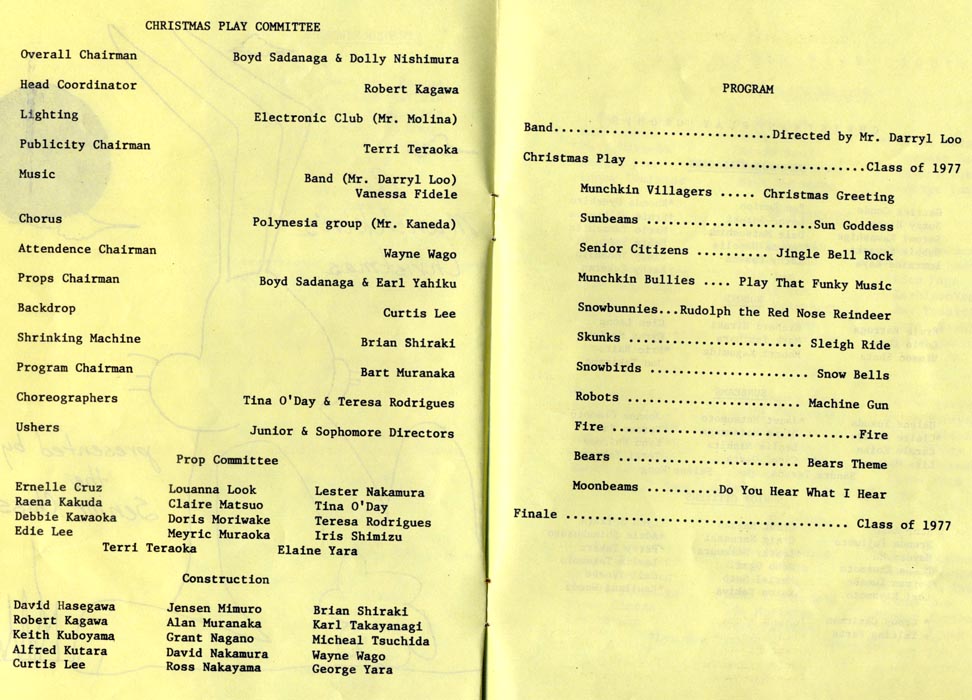 CHRISTMAS PLAY COMMITTEE
Overall Chairman Boyd Sadanaga & Dolly Nishimura
Head Coordinator Robert Kagawa
Lighting Electronic Club (Mr. Molina)
Publicity Chairman Terri Teraoka
Music Band (Mr. Darryl Loo)
Vanessa Fidele
Chorus Polynesia group (Mr. Kaneda)
Attendence Chairman Wayne Wago
Props Chairman Boyd Sadanaga & Earl Yahiku
Backdrop Curtis Lee
Shrinking Machine Brian Shiraki
Program Chairman Bart Muranaka
Choreographers Tina O'Day & Teresa Rodrigues
Ushers Junior & Sophomore Directors
Prop Committee
Ernelle Cruz Louanna Look Lester Nakamura
Raena Kakuda Claire Matsuo Tina O'Day
Debbie Kawaoka Doris Moriwake Teresa Rodrigues
Edie Lee Meyric Muraoka Iris Shimizu
Terri Teraoka Elaine Yara
Construction
David Hasegawa Jensen Mimuro Brian Shiraki
Robert Kagawa Alan Muranaka Karl Takayanagi
Keith Kuboyama Grant Nagano Micheal Tsuchida
Alfred Kutara David Nakamura Wayne Wago
Curtis Lee Ross Nakayama George Yara
PROGRAM
Band...........................Directed by Mr. Darryl Loo
Christmas Play .............................Class of 1977
Munchkin Villagers ..... Christmas Greeting
Sunbeams .....................Sun Goddess
Senior Citizens .......... Jingle Bell Rock
Munchkin Bullies .... Play That Funky Music
Snowbunnies...Rudolph the Red Nose Reindeer
Skunks ...................... Sleigh Ride
Snowbirds .................... Snow Bells
Robots ...................... Machine Gun
Fire ................................Fire
Bears ....................... Bears Theme
Moonbeams .........Do You Hear What I Hear
Finale ................................... Class of 1977